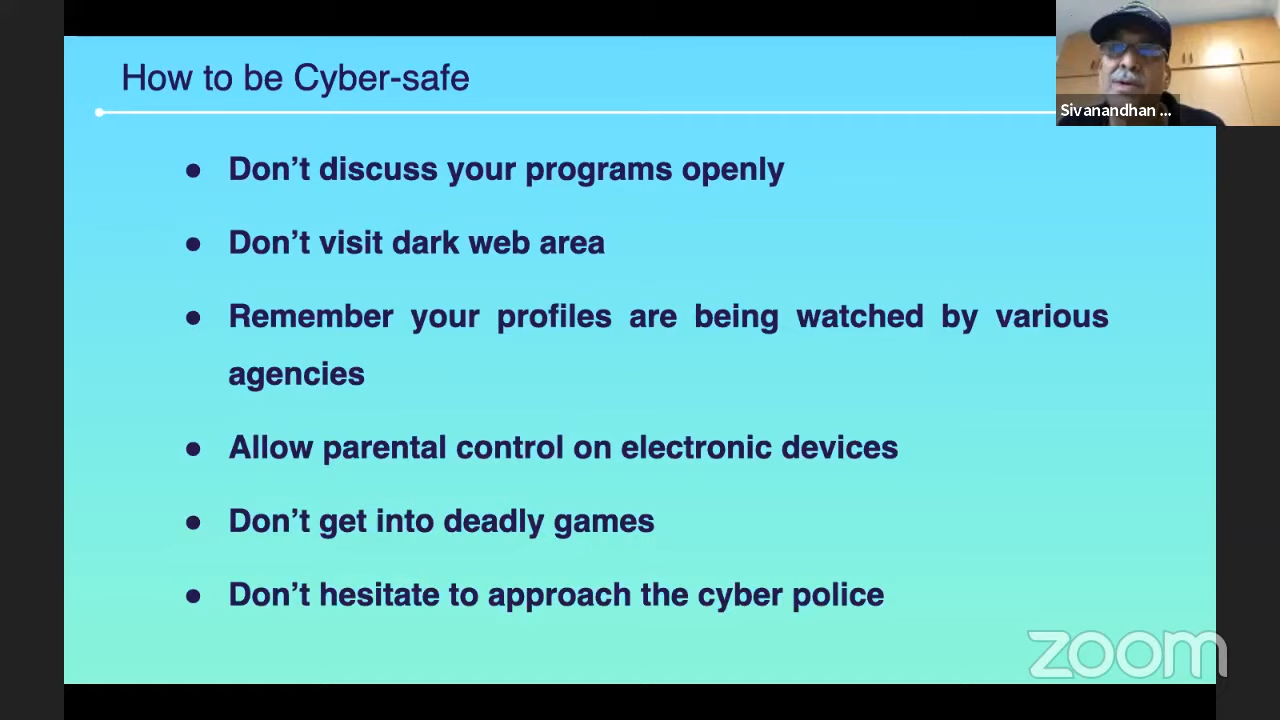 How to be Cyber-safe
Sivanandhan ...
● Don’t discuss your programs openly
● Don’t visit dark web area
● Remember your profiles are being watched by various
agencies
● Allow parental control on electronic devices
● Don’t get into deadly games
● Don’t hesitate to approach the cyber police
zoom